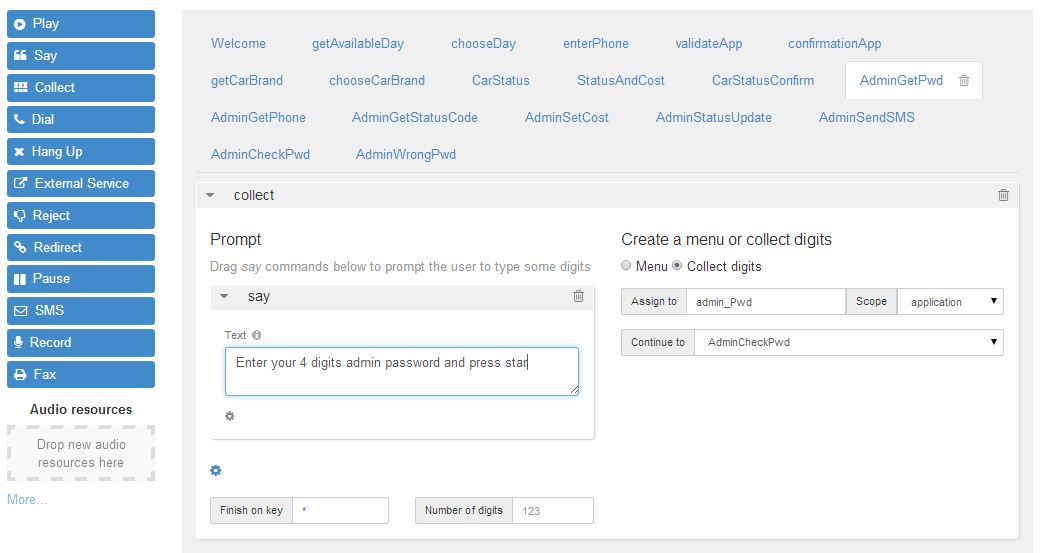 Play
Say
Collect
Dial
Hang Up
External Service
Reject
Redirect
Pause
SMS
Record
Fax
Audio resources
Drop new audio
resources here
More...
Welcome getAvailableDay chooseDay enterPhone validateApp confirmationApp
getCarBrand chooseCarBrand CarStatus StatusAndCost CarStatusConfirm AdminGetPwd
AdminGetPhone AdminGetStatusCode AdminSetCost AdminStatusUpdate AdminSendSMS
AdminCheckPwd AdminWrongPwd
collect
Prompt
Drag say commands below to prompt the user to type some digits
say
Text
Enter your 4 digits admin password and press star
Finish on key *
Number of digits 123
Create a menu or collect digits
Menu Collect digits
Assign to admin_Pwd Scope application
Continue to AdminCheckPwd